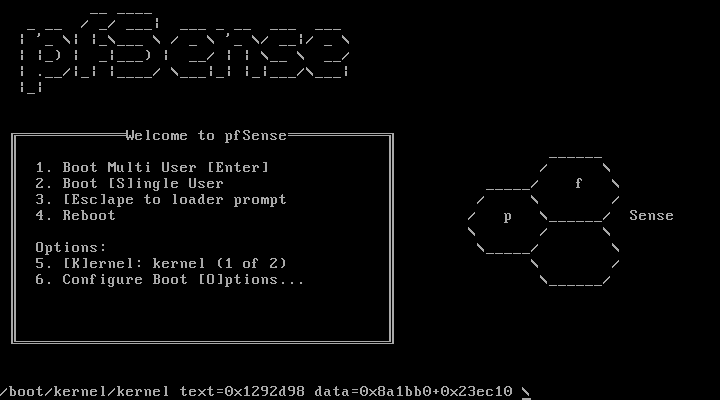 pfSense
Welcome to pfSense
1. Boot Multi User [Enter]
2. Boot [S]ingle User
3. [Esc]ape to loader prompt
4. Reboot
Options:
5. [K]ernel: kernel (1 of 2)
6. Configure Boot [O]ptions...
f
p
Sense
/boot/kernel/kernel text=0x1292d98 data=0x8a1bb0+0x23ec10 \